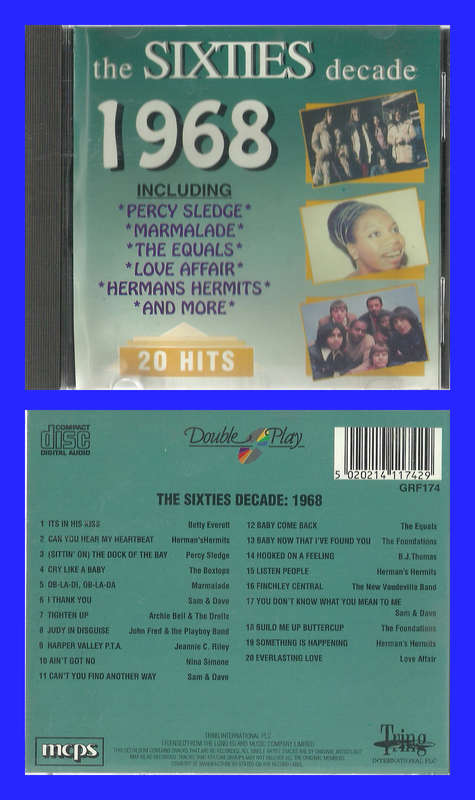 the SIXTIES decade
1968
INCLUDING
*PERCY SLEDGE*
*MARMALADE*
*THE EQUALS*
*LOVE AFFAIR*
*HERMANS HERMITS*
*AND MORE*
20 HITS
COMPACT
disc
DIGITAL AUDIO
Double Play
5 020214 117429
GRF174
THE SIXTIES DECADE: 1968
1 ITS IN HIS KISS Betty Everett
2 CAN YOU HEAR MY HEARTBEAT Herman'sHermits
3 (SITTIN' ON) THE DOCK OF THE BAY Percy Sledge
4 CRY LIKE A BABY The Boxtops
5 OB-LA-DI, OB-LA-DA Marmalade
6 I THANK YOU Sam & Dave
7 TIGHTEN UP Archie Bell & The Drells
8 JUDY IN DISGUISE John Fred & the Playboy Band
9 HARPER VALLEY P.T.A. Jeannie C. Riley
10 AIN'T GOT NO Nina Simone
11 CAN'T YOU FIND ANOTHER WAY Sam & Dave
12 BABY COME BACK The Equals
13 BABY NOW THAT I'VE FOUND YOU The Foundations
14 HOOKED ON A FEELING B.J. Thomas
15 LISTEN PEOPLE Herman's Hermits
16 FINCHLEY CENTRAL The New Vaudeville Band
17 YOU DON'T KNOW WHAT YOU MEAN TO ME
Sam & Dave
18 BUILD ME UP BUTTERCUP The Foundations
19 SOMETHING IS HAPPENING Herman's Hermits
20 EVERLASTING LOVE Love Affair
mcps
TRING INTERNATIONAL PLC
Tring
INTERNATIONAL PLC